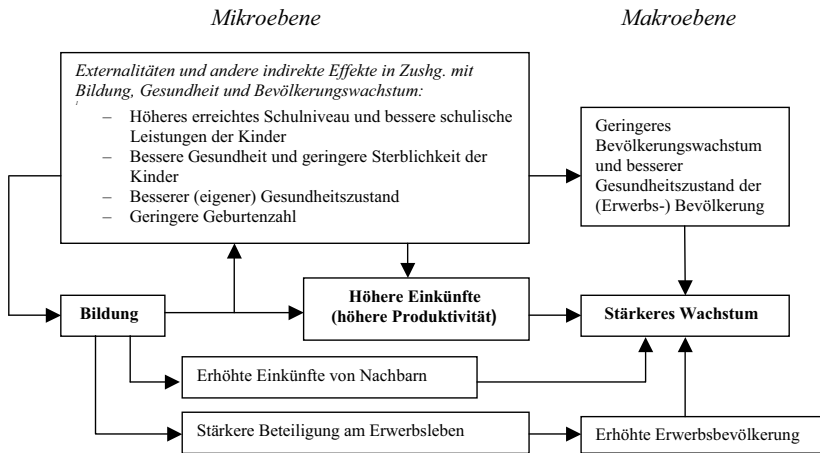 Mikroebene
Makroebene
Externalitäten und andere indirekte Effekte in Zushg. mit
Bildung, Gesundheit und Bevölkerungswachstum:
– Höheres erreichtes Schulniveau und bessere schulische
Leistungen der Kinder
– Bessere Gesundheit und geringere Sterblichkeit der
Kinder
– Besserer (eigener) Gesundheitszustand
– Geringere Geburtenzahl
Geringeres
Bevölkerungswachstum
und besserer
Gesundheitszustand der
(Erwerbs-) Bevölkerung
Bildung
Höhere Einkünfte
(höhere Produktivität)
Stärkeres Wachstum
Erhöhte Einkünfte von Nachbarn
Stärkere Beteiligung am Erwerbsleben
Erhöhte Erwerbsbevölkerung